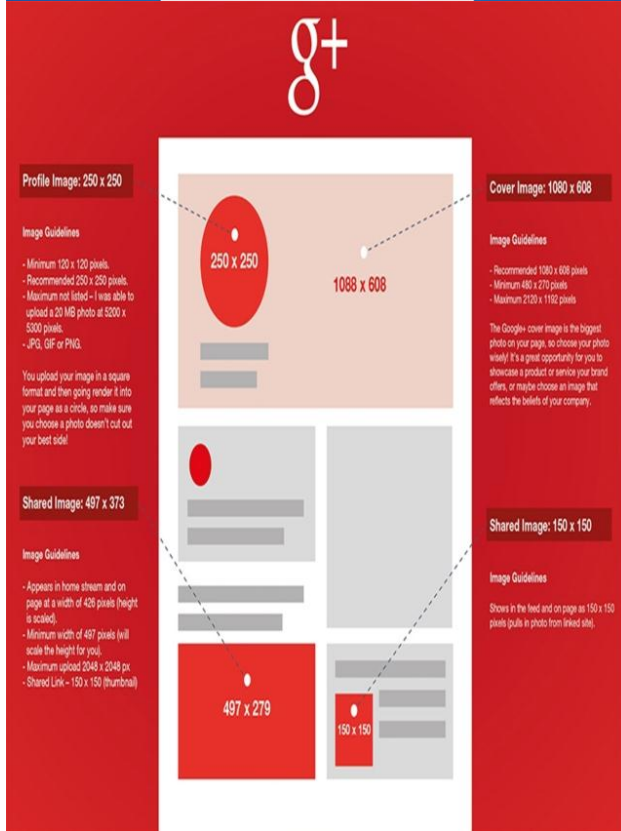 g+
Profile Image: 250 x 250
Image Guidelines
- Minimum 120 x 120 pixels.
- Recommended 250 x 250 pixels.
- Maximum not listed – I was able to
upload a 20 MB photo at 5200 x
5300 pixels.
- JPG, GIF or PNG.
You upload your image in a square
format and then going render it into
your page as a circle, so make sure
you choose a photo doesn't cut out
your best side!
250 x 250
1088 x 608
Cover Image: 1080 x 608
Image Guidelines
- Recommended 1080 x 608 pixels
- Minimum 480 x 270 pixels
- Maximum 2120 x 1192 pixels
The Google+ cover image is the biggest
photo on your page, so choose your photo
wisely! It's a great opportunity for you to
showcase a product or service your brand
offers, or maybe choose an image that
reflects the beliefs of your company.
Shared Image: 497 x 373
Image Guidelines
- Appears in home stream and on
page at a width of 426 pixels (height
is scaled).
- Minimum width of 497 pixels (will
scale the height for you).
- Maximum upload 2048 x 2048 px
- Shared Link – 150 x 150 (thumbnail)
497 x 279
150 x 150
Shared Image: 150 x 150
Image Guidelines
Shows in the feed and on page as 150 x 150
pixels (pulls in photo from linked site).